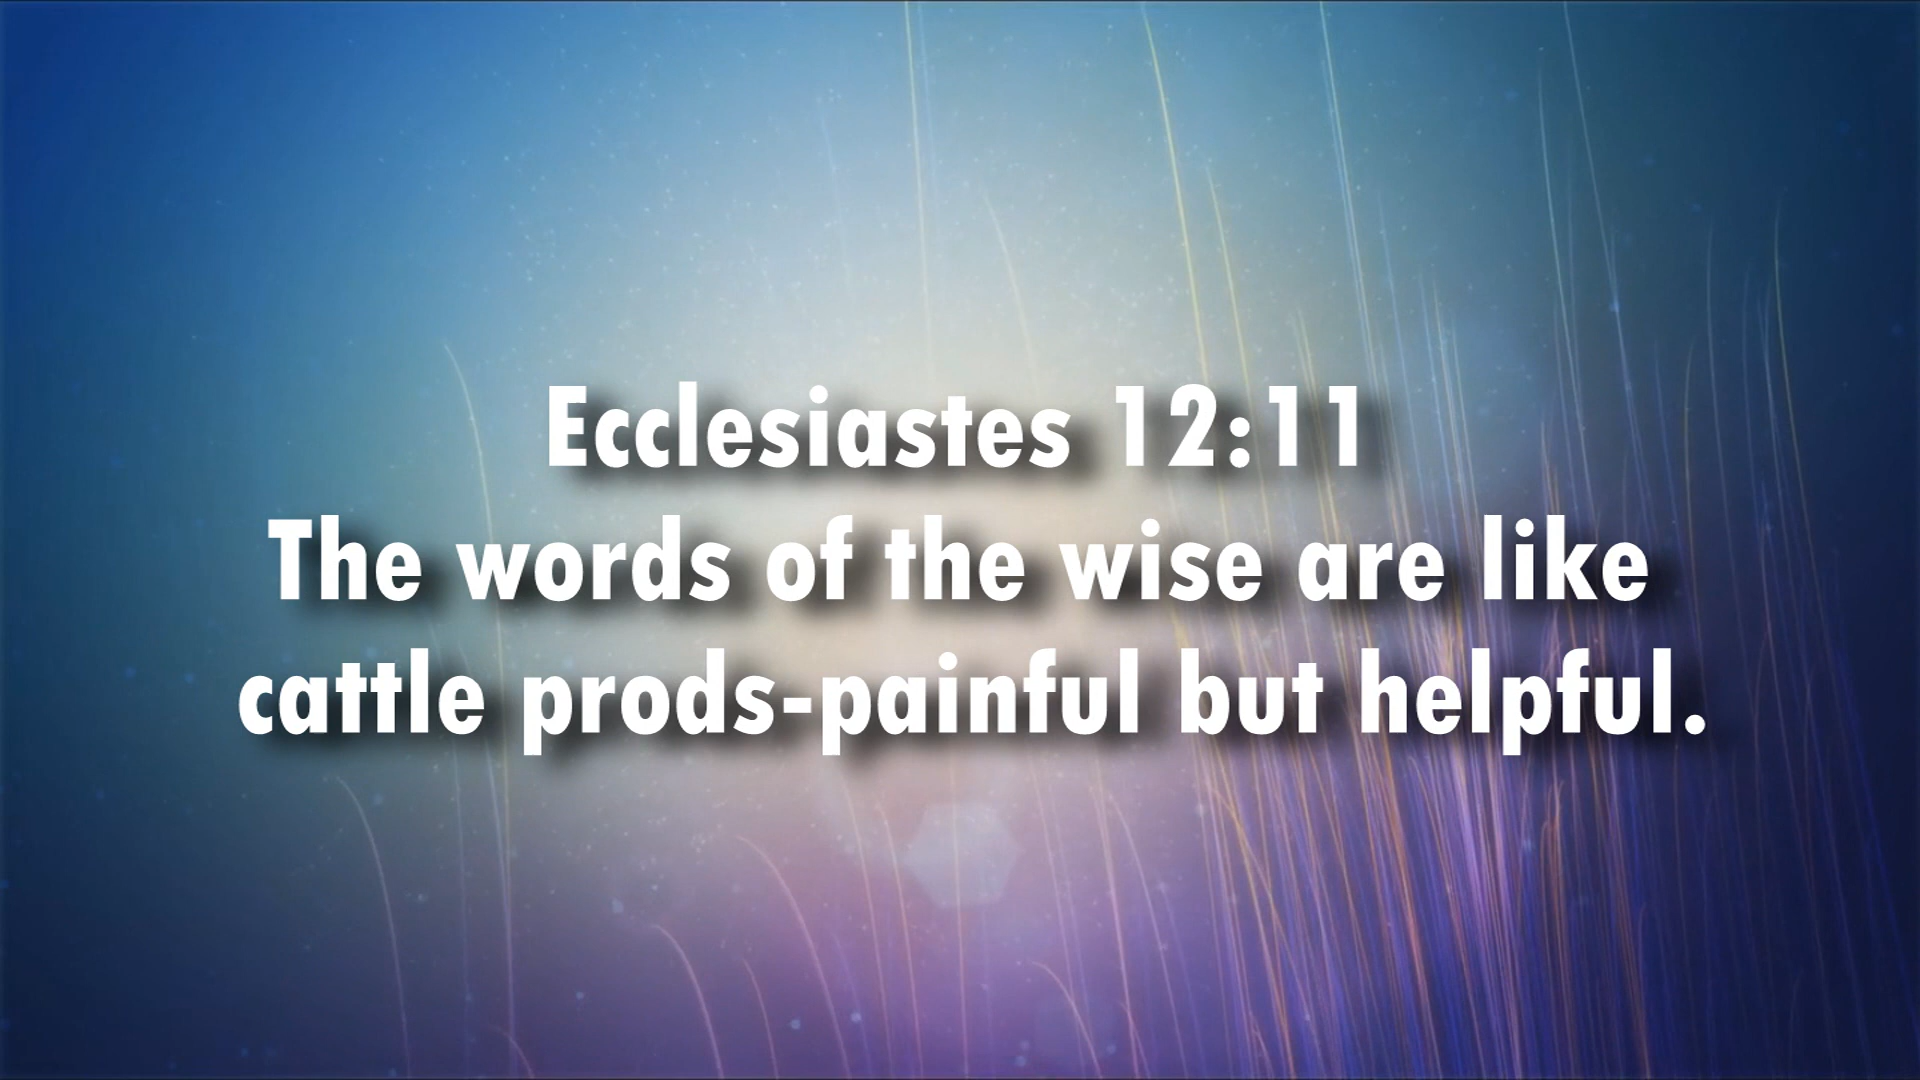 Ecclesiastes 12:11
The words of the wise are like
cattle prods-painful but helpful.